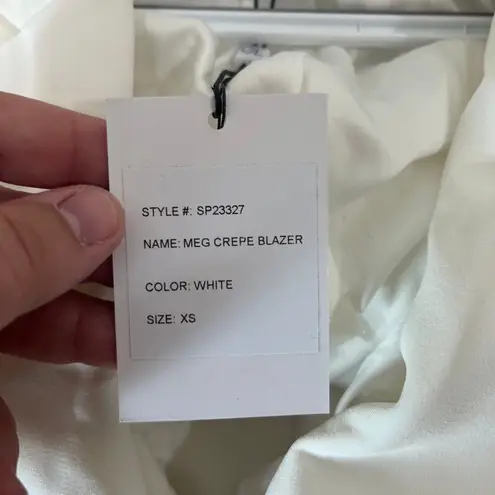 STYLE #: SP23327
NAME: MEG CREPE BLAZER
COLOR: WHITE
SIZE: XS